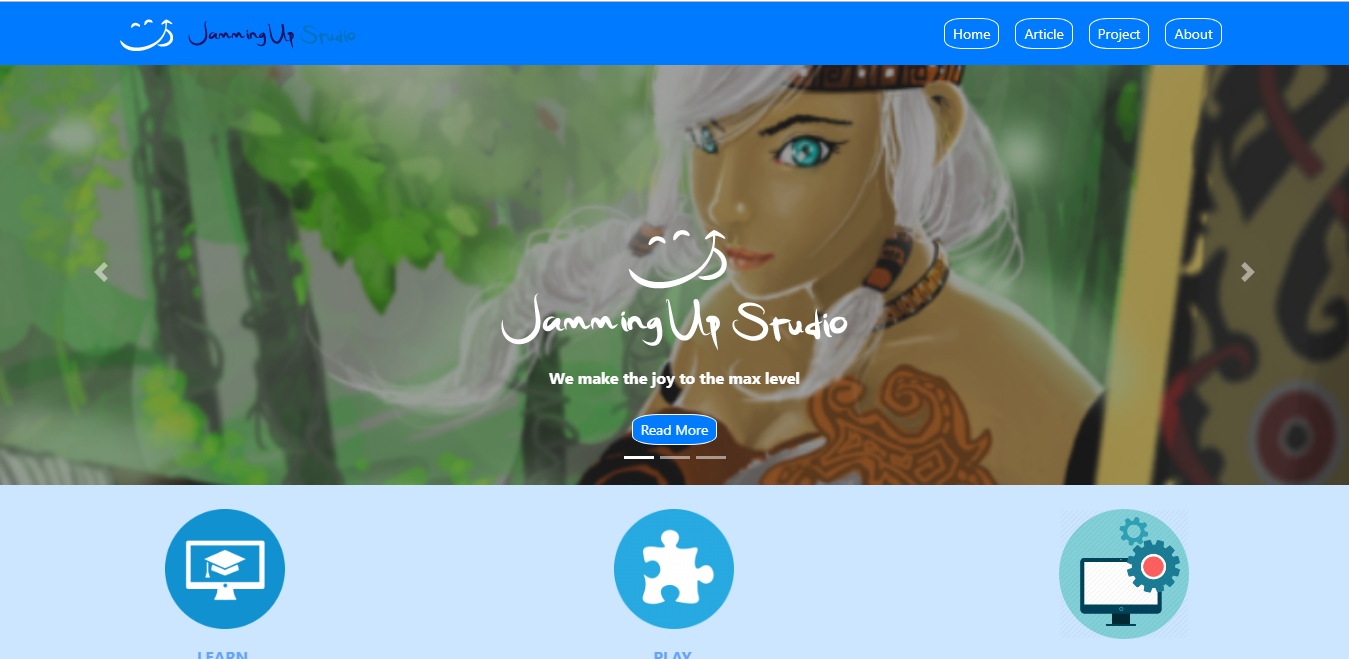 JammingUp Studio
Home
Article
Project
About
JammingUp Studio
We make the joy to the max level
Read More
LEARN
PLAY